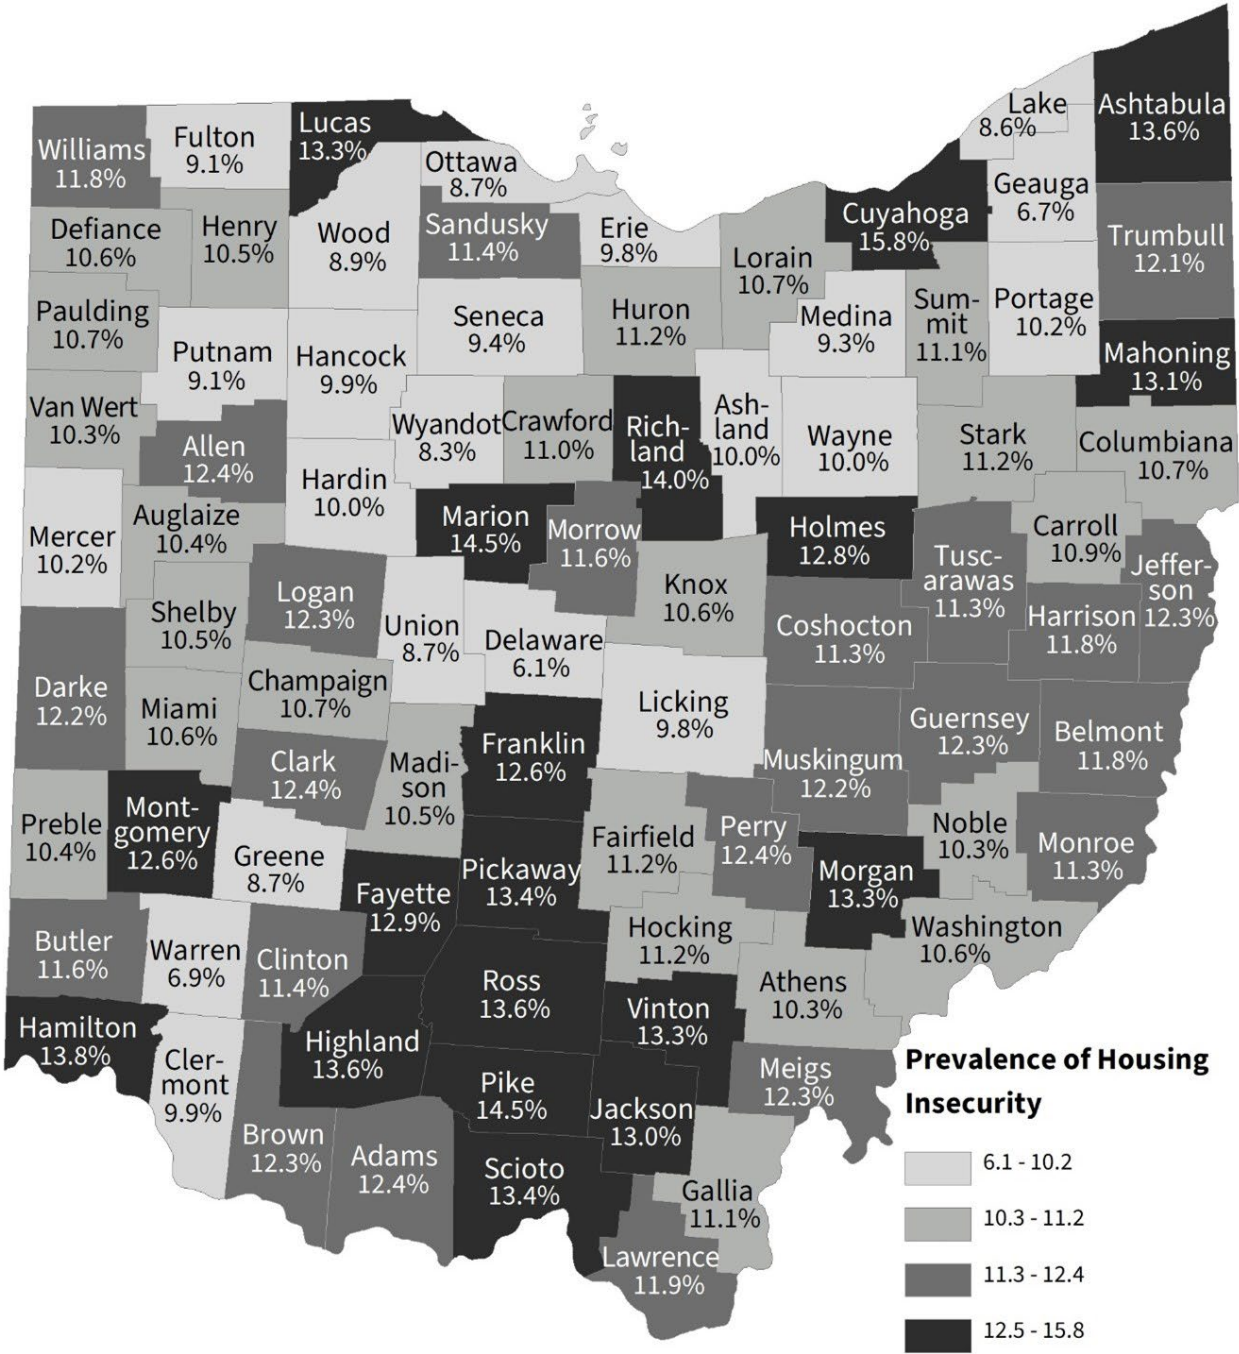 Lake
8.6%
Ashtabula
13.6%
Williams
11.8%
Fulton
9.1%
Lucas
13.3%
Ottawa
8.7%
Geauga
6.7%
Defiance
10.6%
Henry
10.5%
Wood
8.9%
Sandusky
11.4%
Erie
9.8%
Lorain
10.7%
Cuyahoga
15.8%
Trumbull
12.1%
Paulding
10.7%
Putnam
9.1%
Hancock
9.9%
Seneca
9.4%
Huron
11.2%
Medina
9.3%
Sum-
mit
11.1%
Portage
10.2%
Mahoning
13.1%
Van Wert
10.3%
Allen
12.4%
Hardin
10.0%
Wyandot
8.3%
Crawford
11.0%
Rich-
land
14.0%
Ash-
land
10.0%
Wayne
10.0%
Stark
11.2%
Columbiana
10.7%
Mercer
10.2%
Auglaize
10.4%
Marion
14.5%
Morrow
11.6%
Holmes
12.8%
Tusc-
arawas
11.3%
Carroll
10.9%
Jeffer-
son
12.3%
Shelby
10.5%
Logan
12.3%
Union
8.7%
Delaware
6.1%
Knox
10.6%
Coshocton
11.3%
Harrison
11.8%
Darke
12.2%
Miami
10.6%
Champaign
10.7%
Licking
9.8%
Guernsey
12.3%
Belmont
11.8%
Clark
12.4%
Madi-
son
10.5%
Franklin
12.6%
Muskingum
12.2%
Preble
10.4%
Mont-
gomery
12.6%
Greene
8.7%
Fayette
12.9%
Pickaway
13.4%
Fairfield
11.2%
Perry
12.4%
Morgan
13.3%
Noble
10.3%
Monroe
11.3%
Butler
11.6%
Warren
6.9%
Clinton
11.4%
Ross
13.6%
Hocking
11.2%
Athens
10.3%
Washington
10.6%
Hamilton
13.8%
Cler-
mont
9.9%
Highland
13.6%
Vinton
13.3%
Meigs
12.3%
Brown
12.3%
Adams
12.4%
Pike
14.5%
Jackson
13.0%
Scioto
13.4%
Gallia
11.1%
Lawrence
11.9%
Prevalence of Housing
Insecurity
6.1 - 10.2
10.3 - 11.2
11.3 - 12.4
12.5 - 15.8